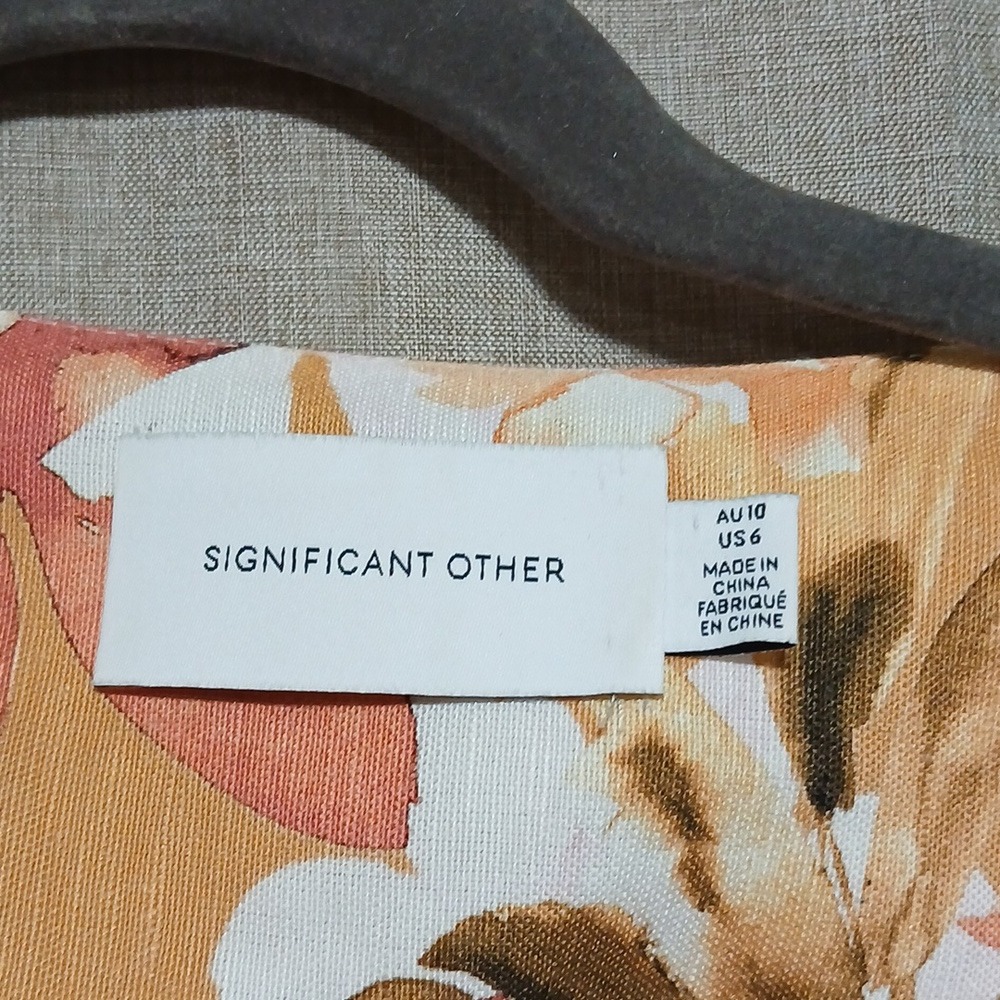 SIGNIFICANT OTHER
AU 10
US 6
MADE IN
CHINA
FABRIQUÉ
EN CHINE